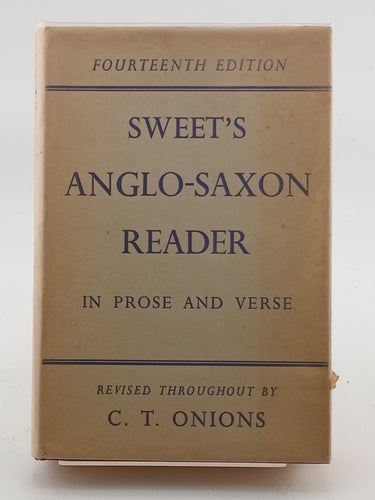 FOURTEENTH EDITION
SWEET'S
ANGLO-SAXON
READER
IN PROSE AND VERSE
REVISED THROUGHOUT BY
C. T. ONIONS